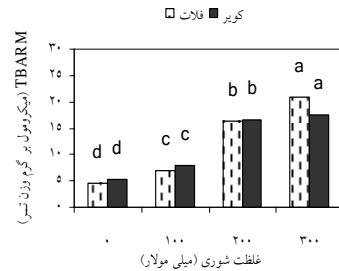 فلات کویر
TBARM (میکرومول بر گرم وزن تر)
۳۰
۲۵
۲۰
۱۵
۱۰
۵
۰
d d c c b b a a
۰ ۱۰۰ ۲۰۰ ۳۰۰
غلظت شوری (میلی مولار)